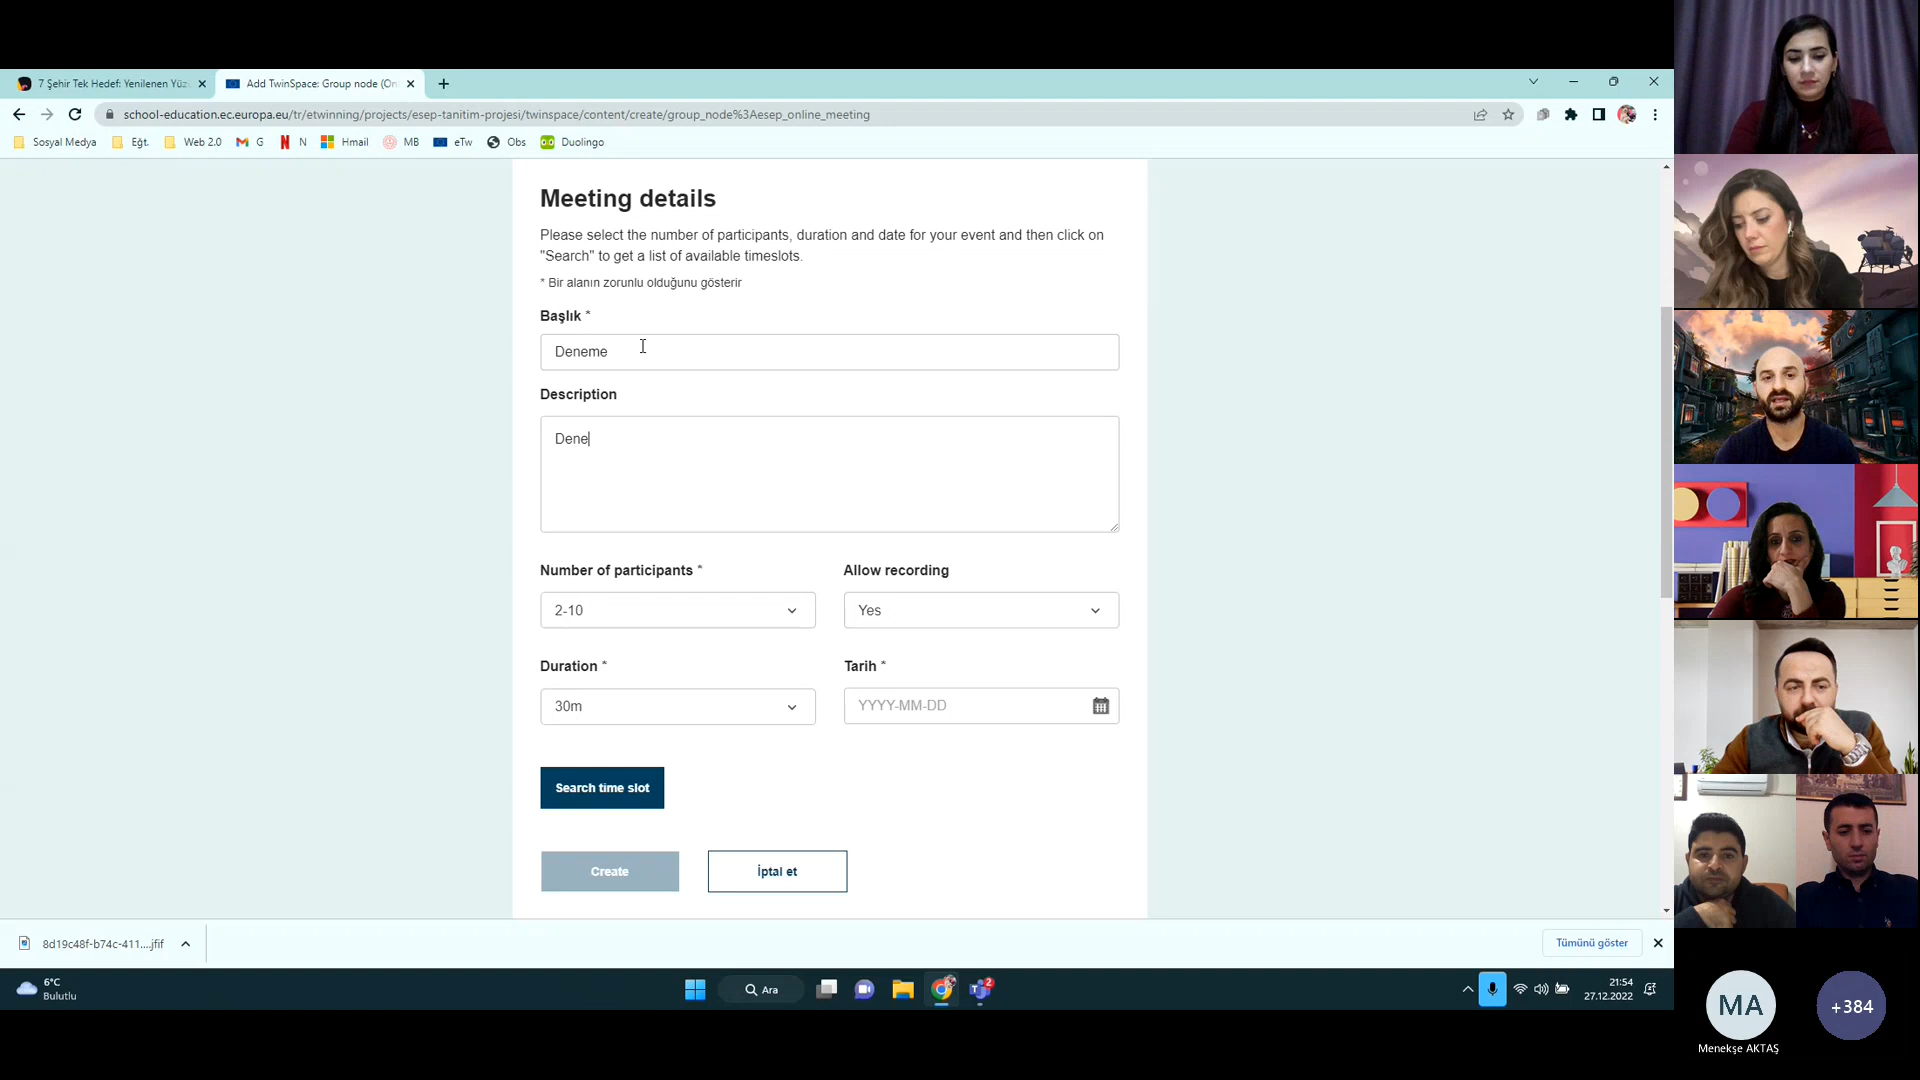 7 Şehir Tek Hedef: Yenilenen Yüz
Add TwinSpace: Group node (On
school-education.ec.europa.eu/tr/etwinning/projects/esep-tanitim-projesi/twinspace/content/create/group_node%3Aesep_online_meeting
Sosyal Medya Eğt. Web 2.0 G N Hmail MB eTw Obs Duolingo
Meeting details
Please select the number of participants, duration and date for your event and then click on
"Search" to get a list of available timeslots.
* Bir alanın zorunlu olduğunu gösterir
Başlık *
Deneme
Description
Dene
Number of participants * Allow recording
2-10 Yes
Duration * Tarih *
30m YYYY-MM-DD
Search time slot
Create İptal et
8d19c48f-b74c-411....jfif Tümünü göster
6°C
Bulutlu
Ara
2
21:54
27.12.2022
MA +384
Menekşe AKTAŞ